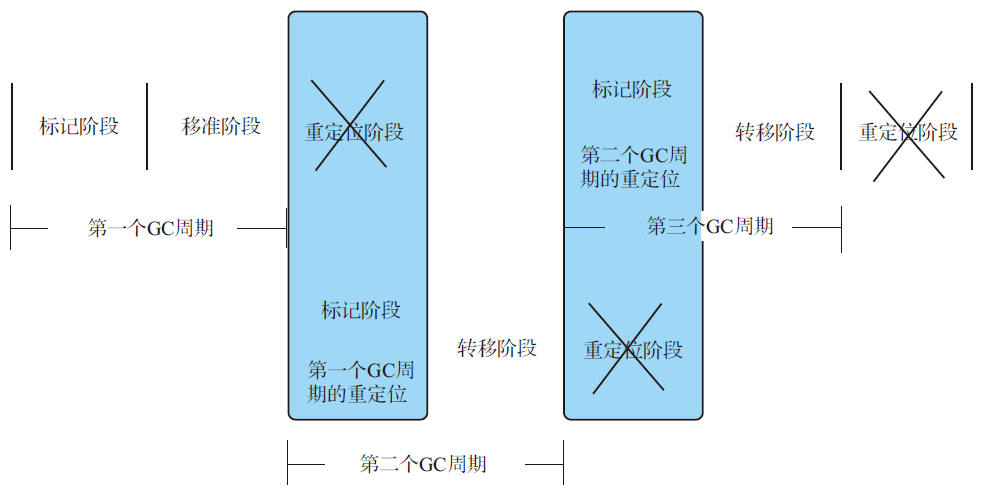 标记阶段
移准阶段
重定位阶段
标记阶段
第二个GC周
期的重定位
转移阶段
重定位阶段
第一个GC周期
第三个GC周期
标记阶段
第一个GC周
期的重定位
转移阶段
重定位阶段
第二个GC周期